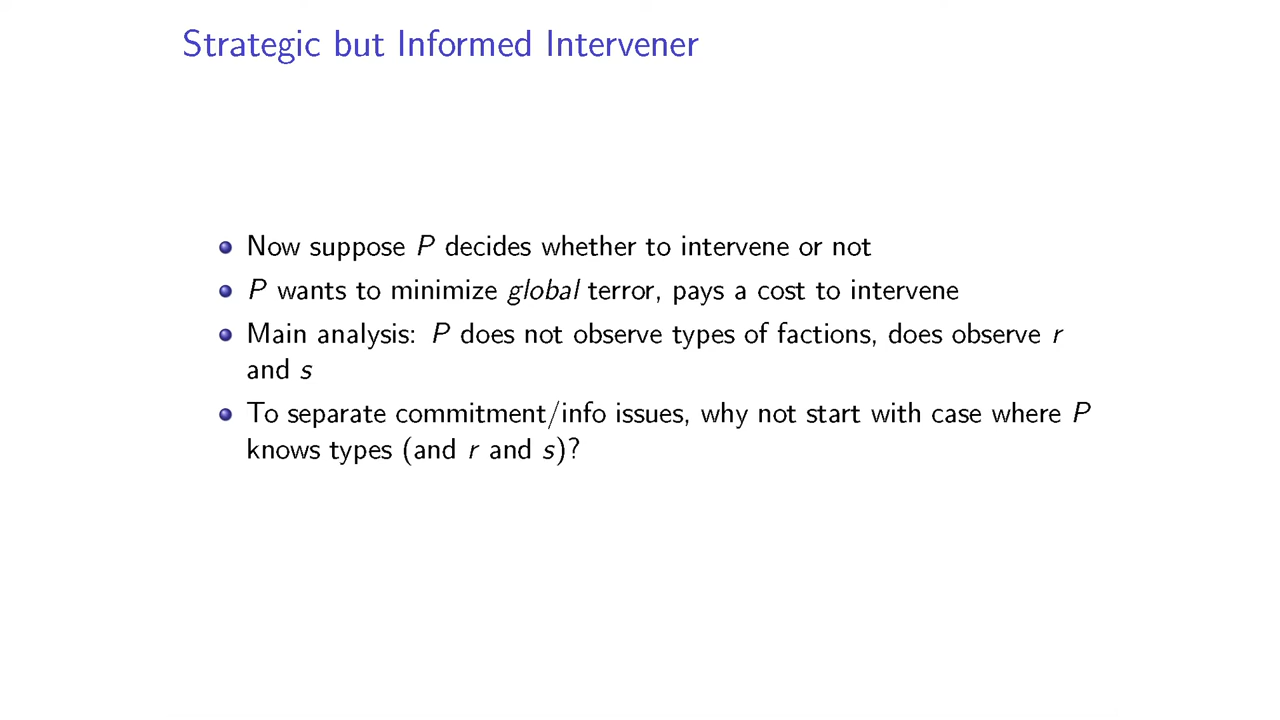 Strategic but Informed Intervener
Now suppose P decides whether to intervene or not
P wants to minimize global terror, pays a cost to intervene
Main analysis: P does not observe types of factions, does observe r
and s
To separate commitment/info issues, why not start with case where P
knows types (and r and s)?